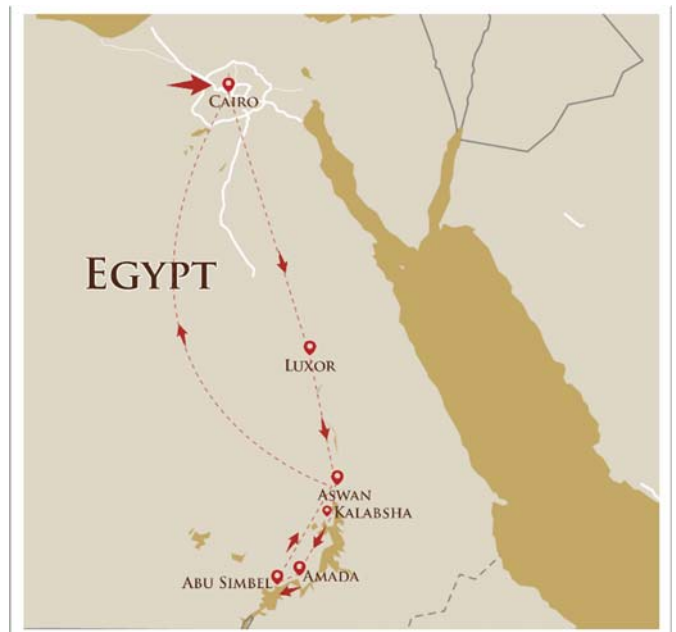 CAIRO
EGYPT
LUXOR
ASWAN
KALABSHA
AMADA
ABU SIMBEL